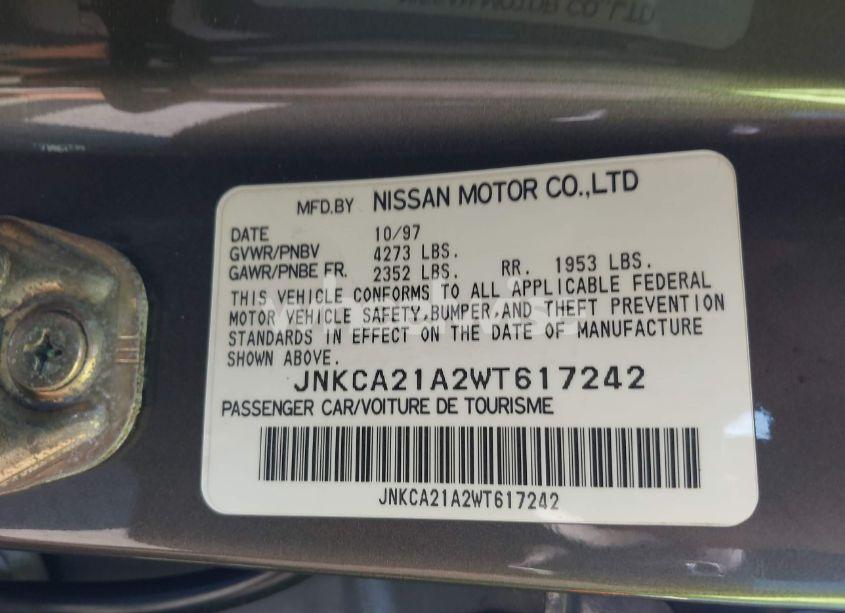 MFD.BY NISSAN MOTOR CO.,LTD
DATE 10/97
GVWR/PNBV 4273 LBS.
GAWR/PNBE FR. 2352 LBS. RR. 1953 LBS.
THIS VEHICLE CONFORMS TO ALL APPLICABLE FEDERAL
MOTOR VEHICLE SAFETY,BUMPER,AND THEFT PREVENTION
STANDARDS IN EFFECT ON THE DATE OF MANUFACTURE
SHOWN ABOVE.
JNKCA21A2WT617242
PASSENGER CAR/VOITURE DE TOURISME
JNKCA21A2WT617242